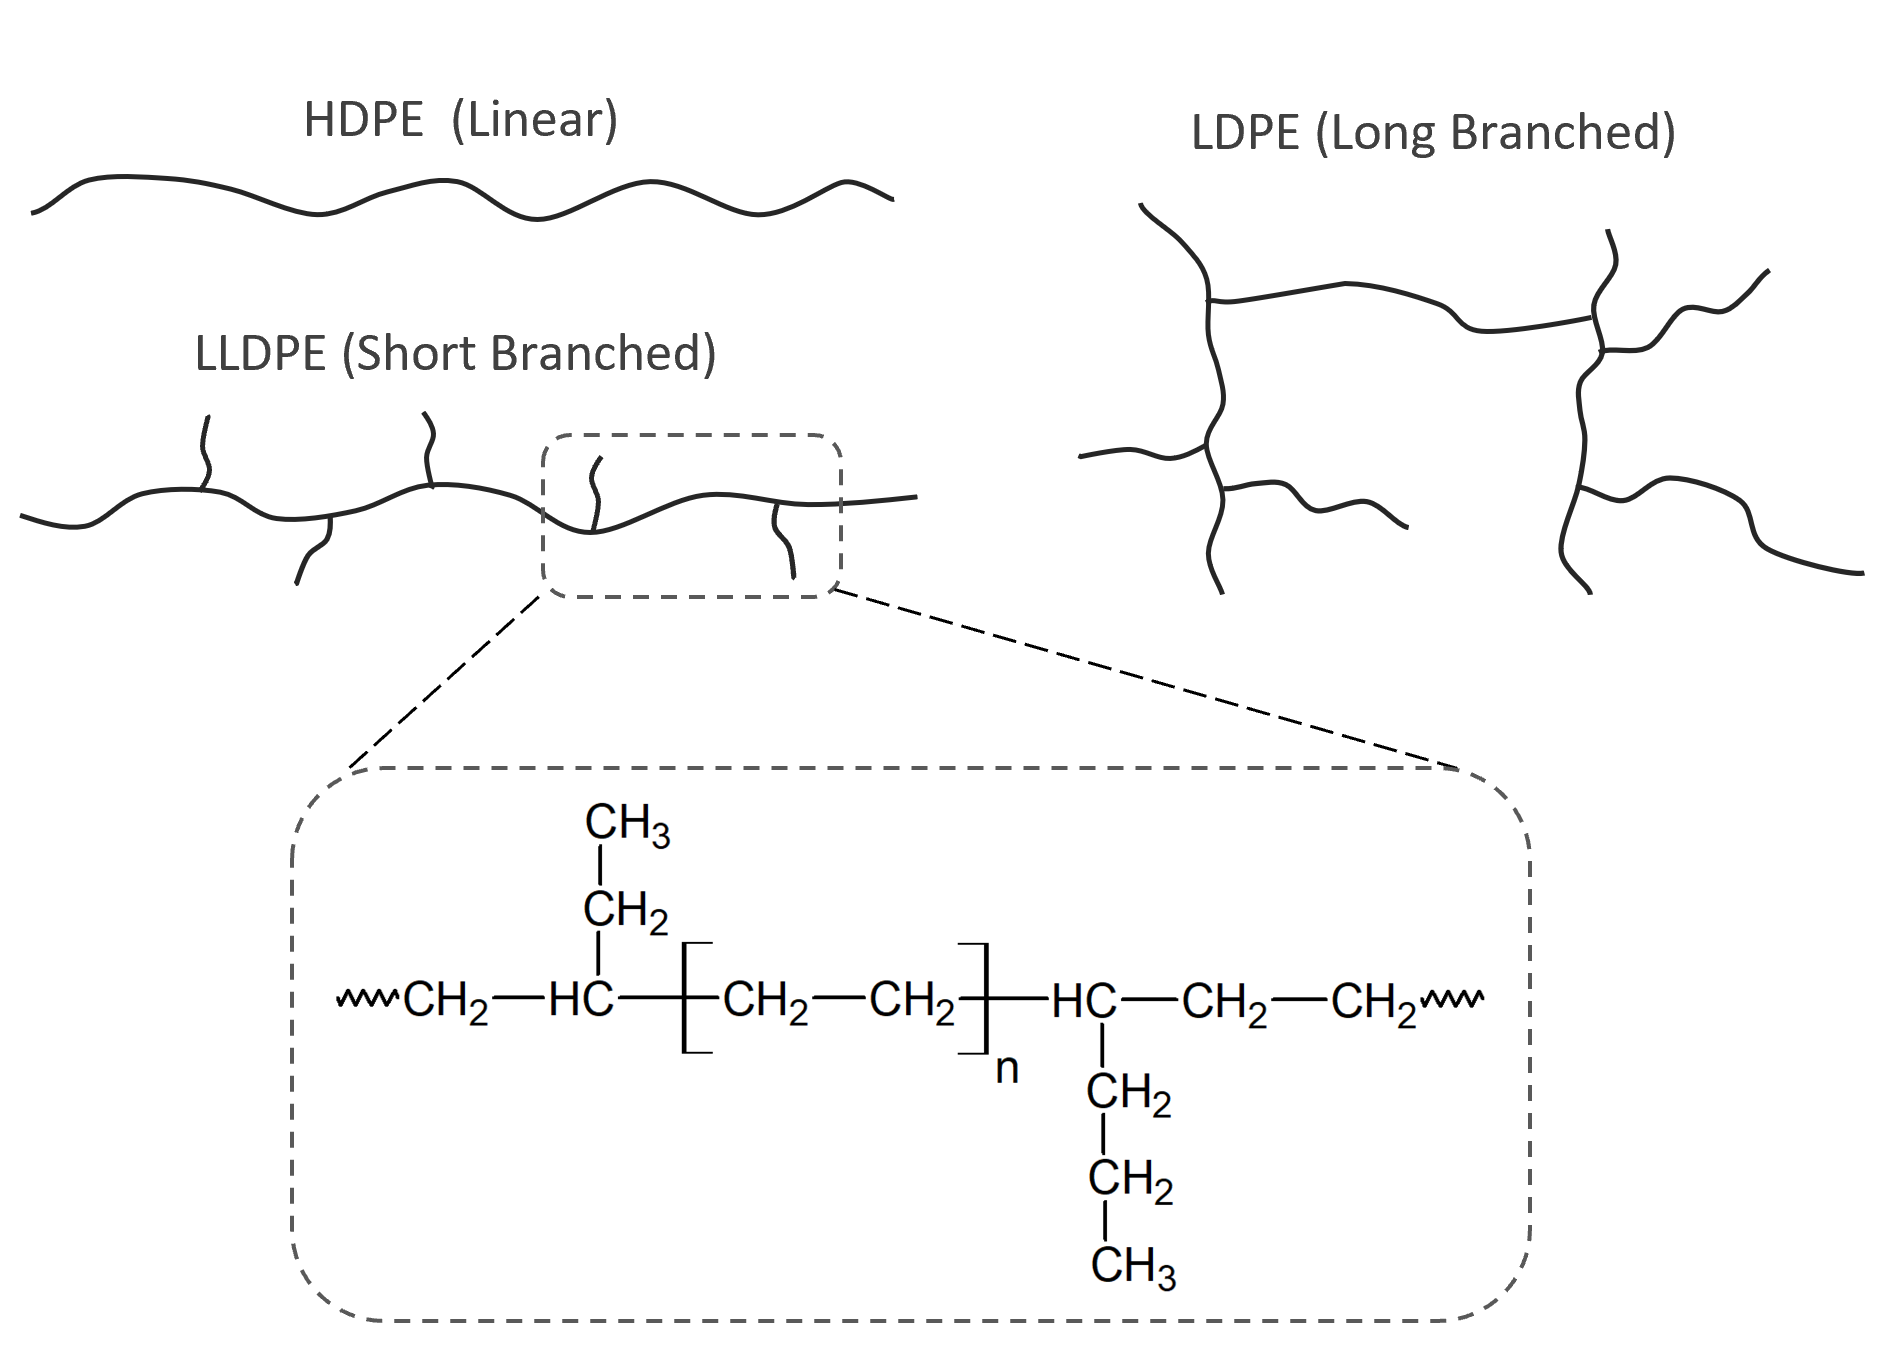 HDPE (Linear)
LDPE (Long Branched)
LLDPE (Short Branched)
CH3
CH2
CH2—HC—[CH2—CH2]n—HC—CH2—CH2
CH2
CH2
CH3